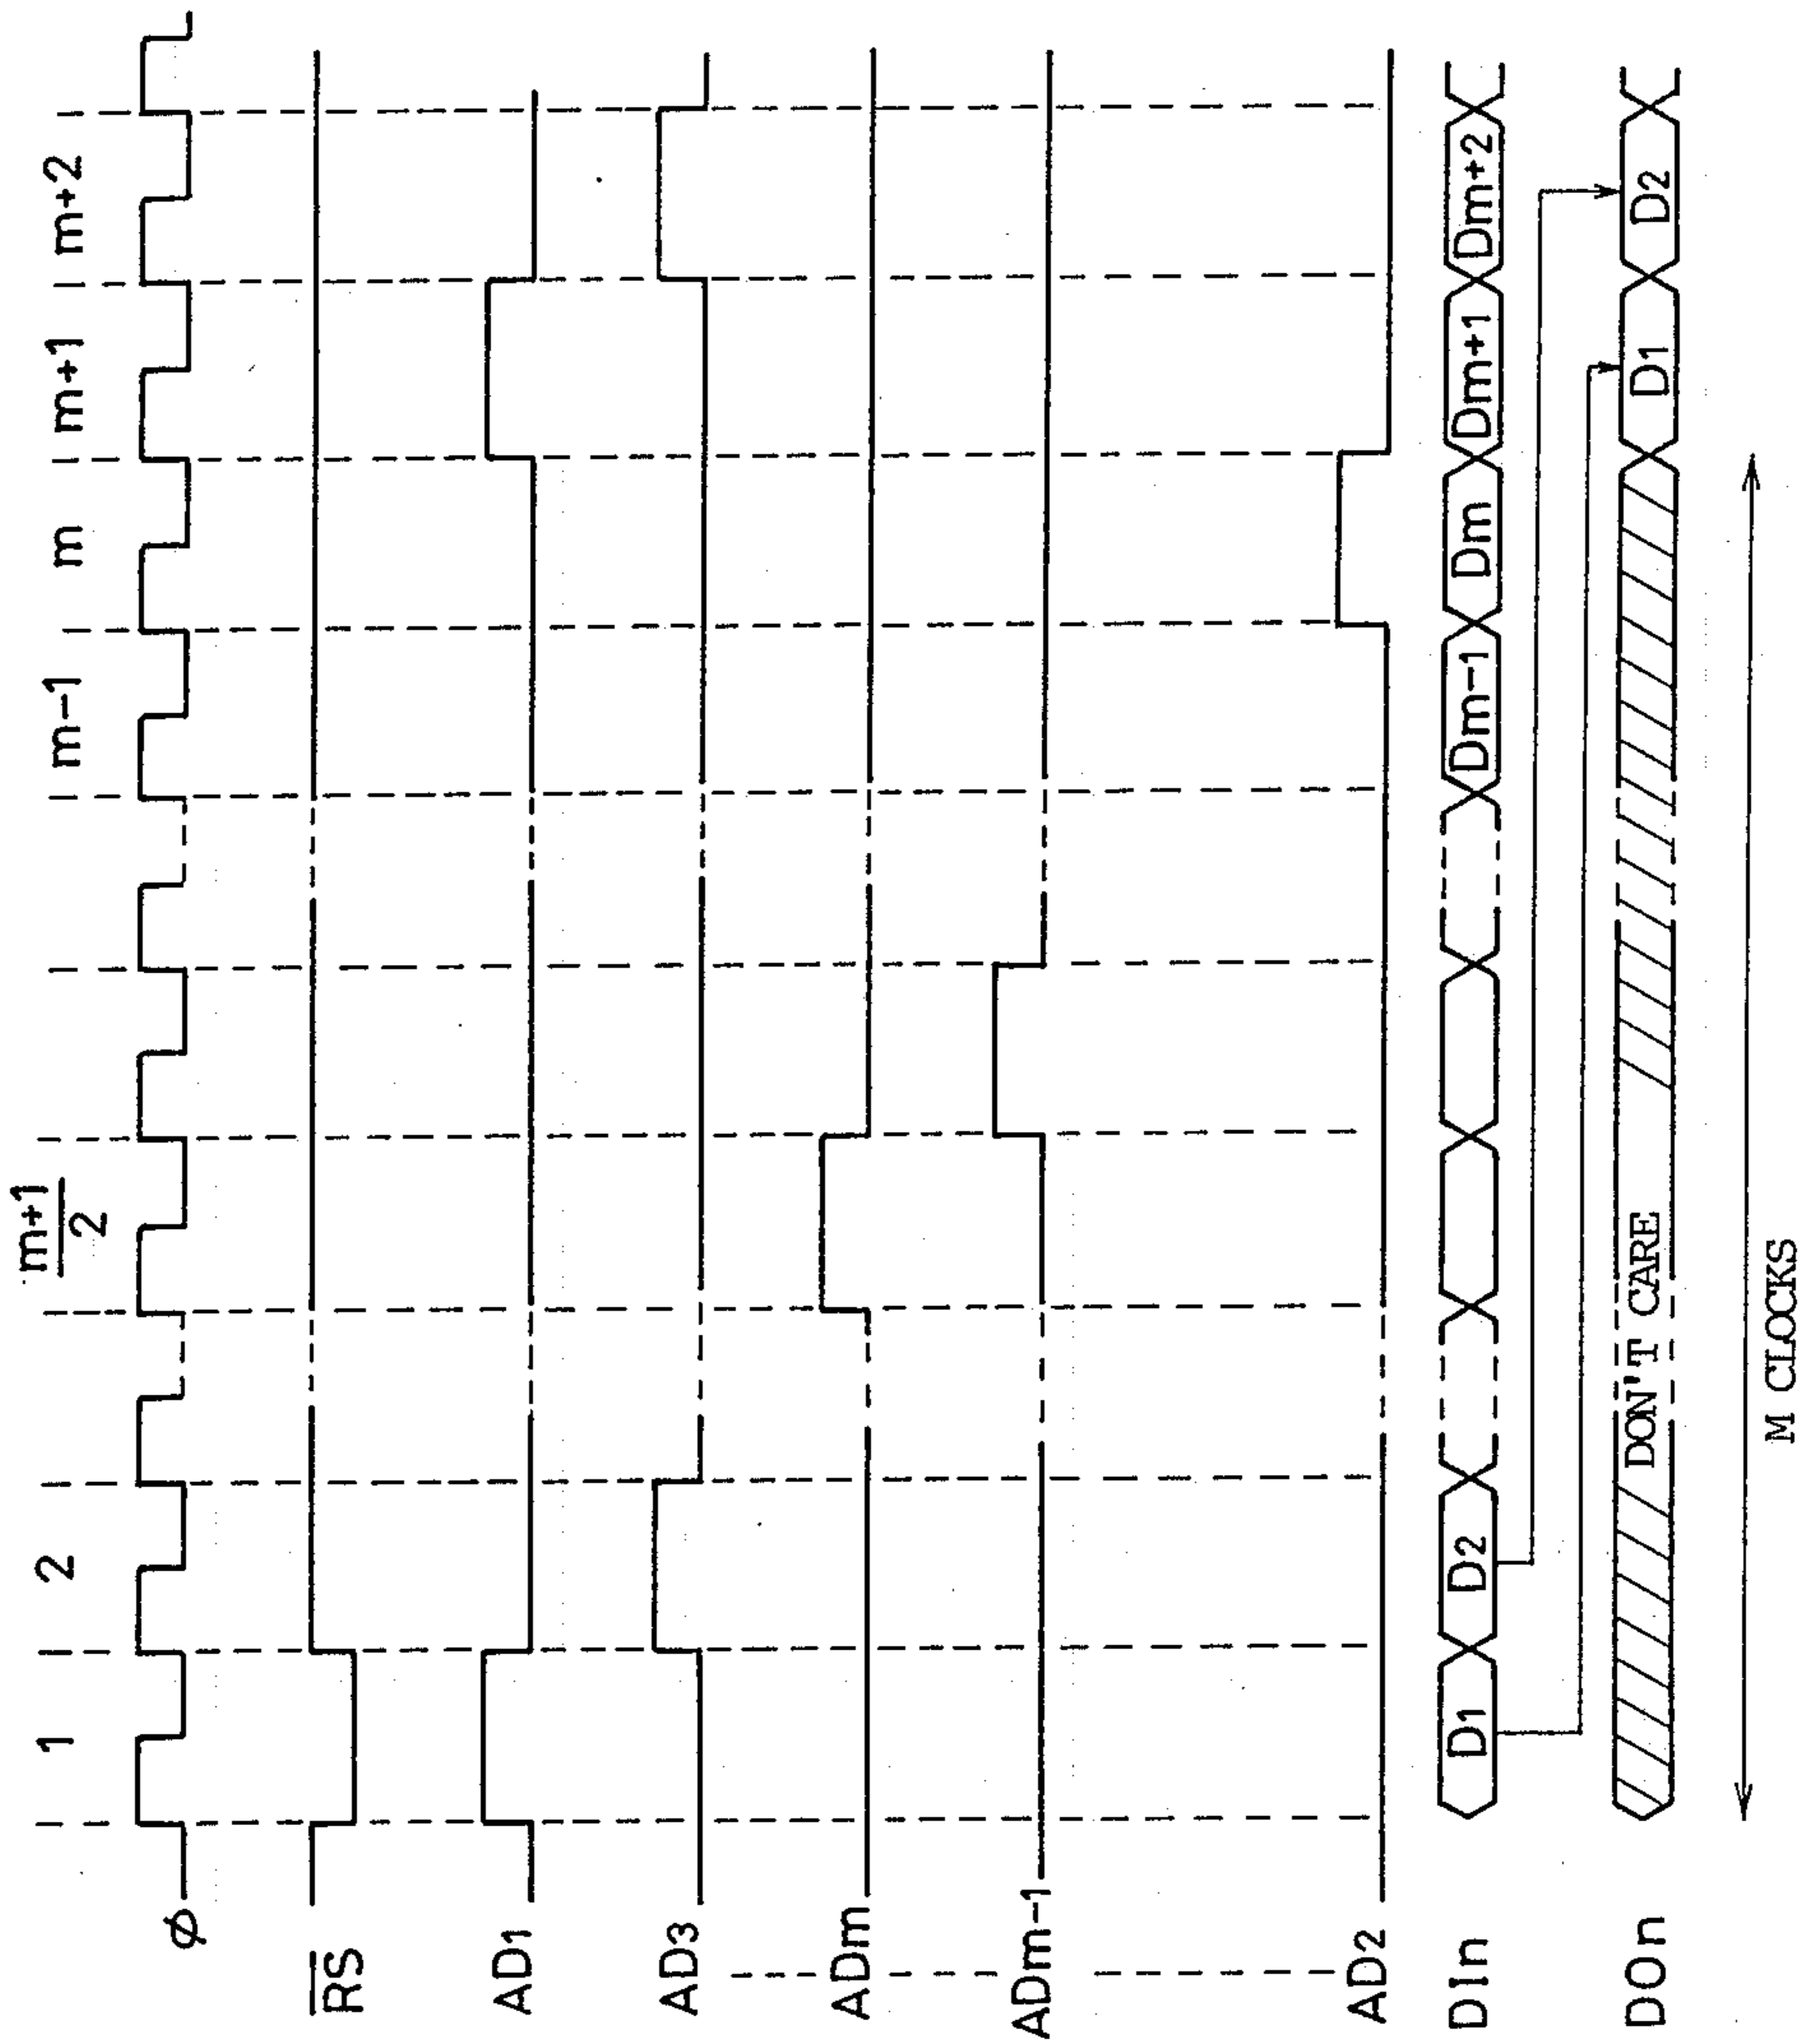 1 2 m+1/2 m-1 m m+1 m+2
ø
RS
AD1
AD3
ADm
ADm-1
AD2
DIn D1 D2 Dm-1 Dm Dm+1 Dm+2
DOn DON'T CARE D1 D2
M CLOCKS